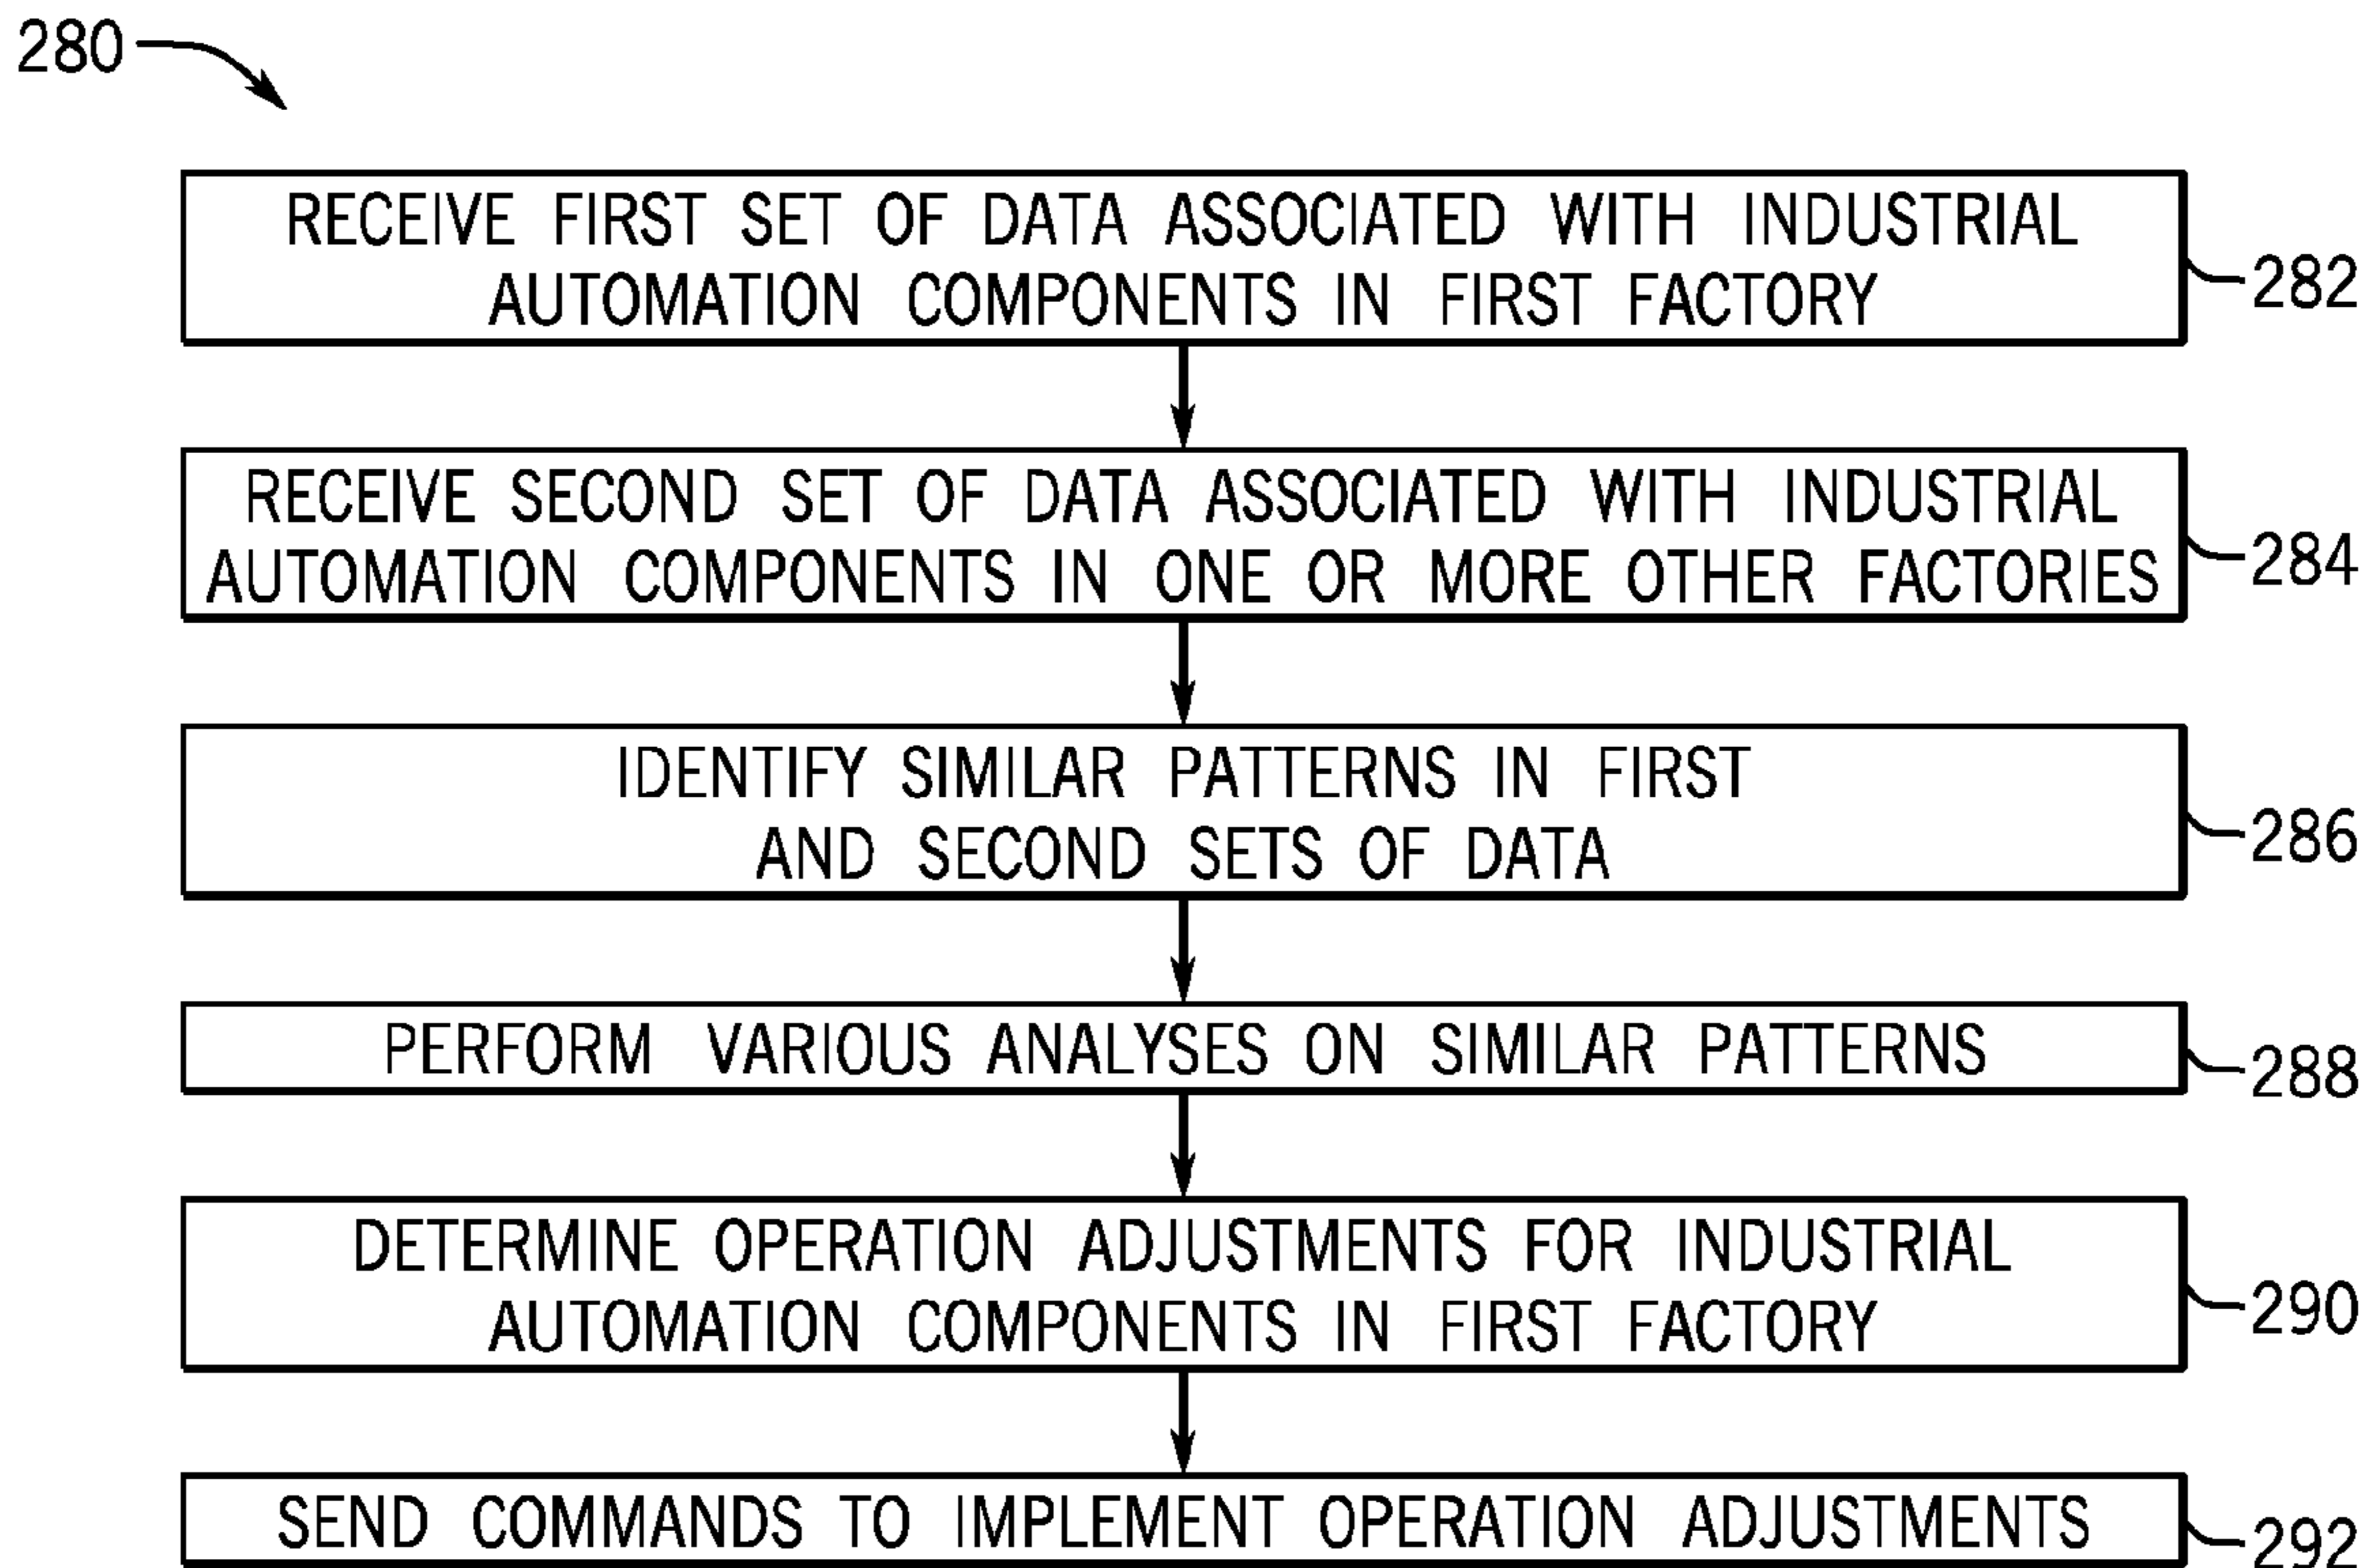 280
RECEIVE FIRST SET OF DATA ASSOCIATED WITH INDUSTRIAL
AUTOMATION COMPONENTS IN FIRST FACTORY
282
RECEIVE SECOND SET OF DATA ASSOCIATED WITH INDUSTRIAL
AUTOMATION COMPONENTS IN ONE OR MORE OTHER FACTORIES
284
IDENTIFY SIMILAR PATTERNS IN FIRST
AND SECOND SETS OF DATA
286
PERFORM VARIOUS ANALYSES ON SIMILAR PATTERNS
288
DETERMINE OPERATION ADJUSTMENTS FOR INDUSTRIAL
AUTOMATION COMPONENTS IN FIRST FACTORY
290
SEND COMMANDS TO IMPLEMENT OPERATION ADJUSTMENTS
292